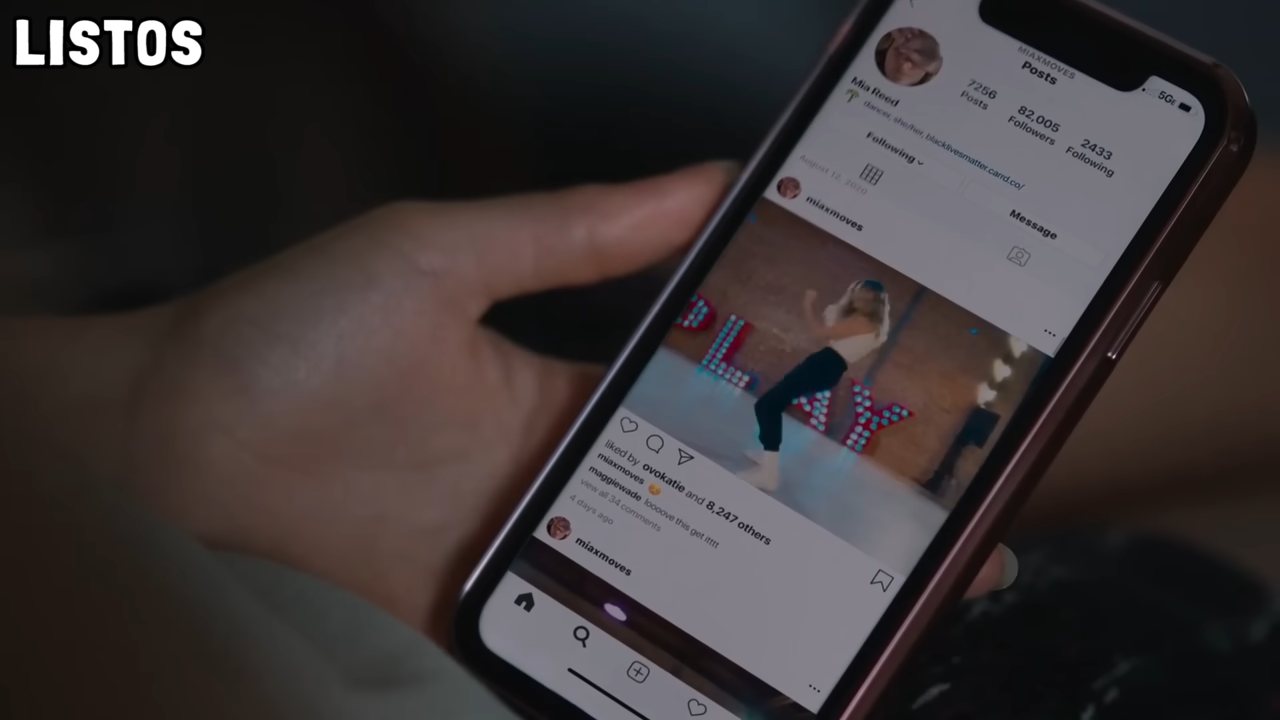 LISTOS
MIAXMOVES
Posts
5G
7256
Posts
82,005
Followers
2433
Following
Mia Reed
🌴 dancer, she/her, blacklivesmatter.carrd.co/
Following
Message
August 12, 2020
miaxmoves
PLAY
liked by ovokatie and 8,247 others
miaxmoves 😏
maggiewade loooove this get itttt
view all 34 comments
4 days ago
miaxmoves